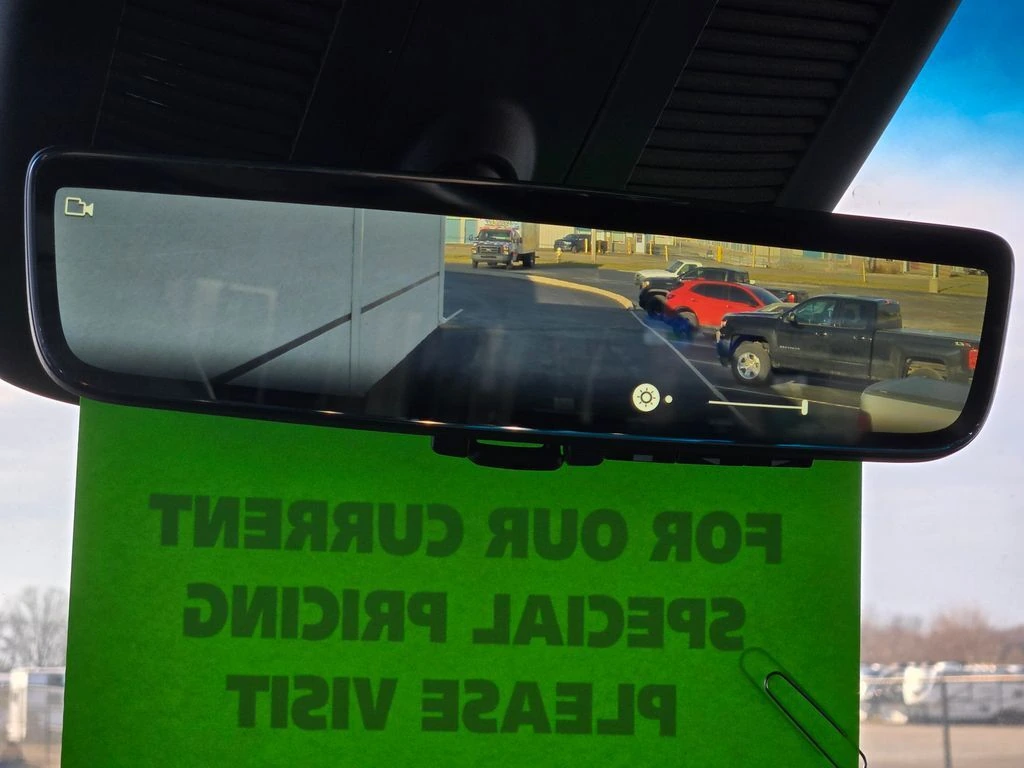 FOR OUR CURRENT
SPECIAL PRICING
PLEASE VISIT